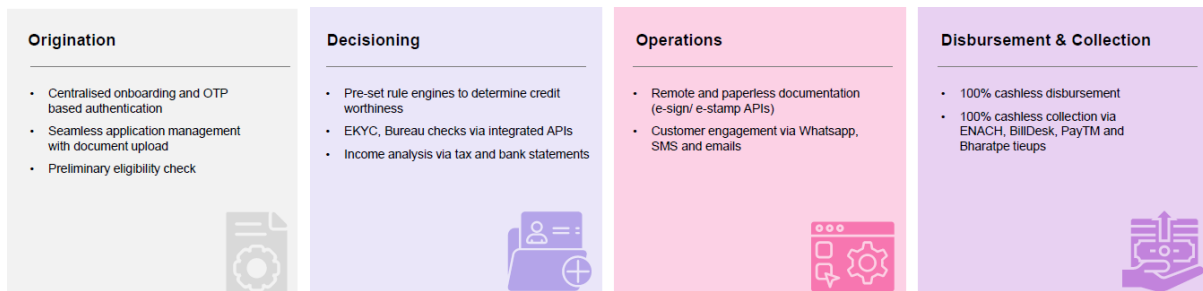 Origination
• Centralised onboarding and OTP
based authentication
• Seamless application management
with document upload
• Preliminary eligibility check
Decisioning
• Pre-set rule engines to determine credit
worthiness
• EKYC, Bureau checks via integrated APIs
• Income analysis via tax and bank statements
Operations
• Remote and paperless documentation
(e-sign/ e-stamp APIs)
• Customer engagement via Whatsapp,
SMS and emails
Disbursement & Collection
• 100% cashless disbursement
• 100% cashless collection via
ENACH, BillDesk, PayTM and
Bharatpe tieups